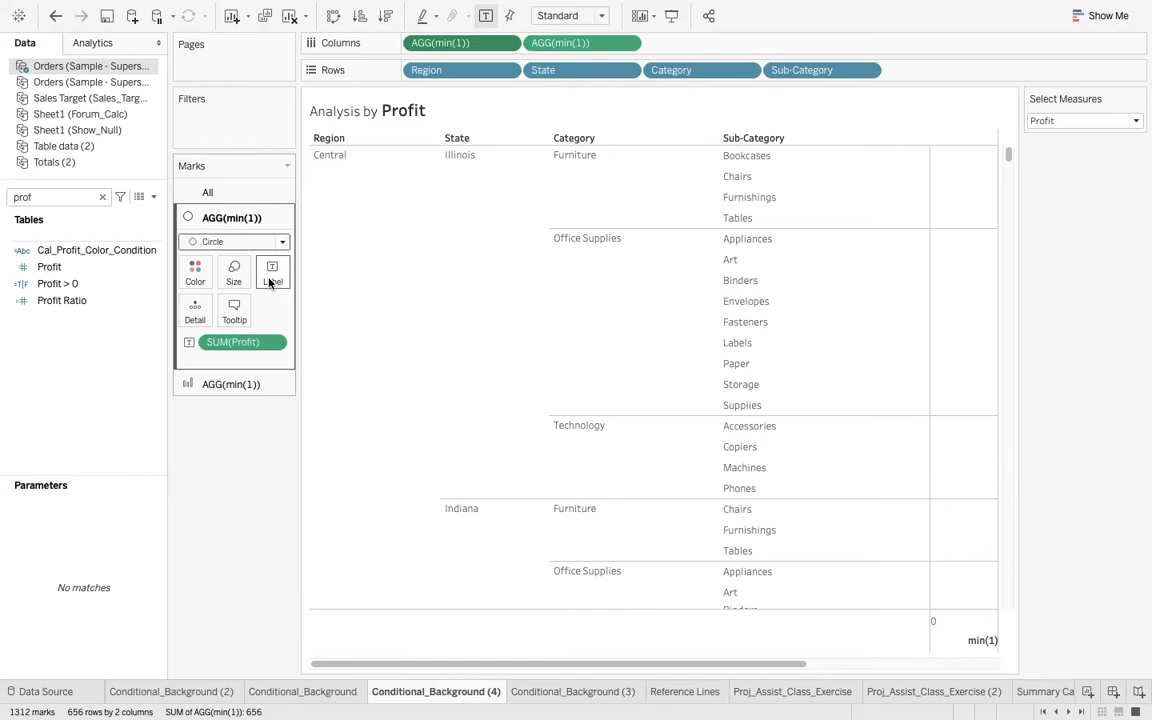 Standard
Show Me
Data
Analytics
Pages
Columns
AGG(min(1))
AGG(min(1))
Rows
Region
State
Category
Sub-Category
Orders (Sample - Supers...
Orders (Sample - Supers...
Sales Target (Sales_Targ...
Sheet1 (Forum_Calc)
Sheet1 (Show_Null)
Table data (2)
Totals (2)
prof
Tables
Cal_Profit_Color_Condition
Profit
Profit > 0
Profit Ratio
Parameters
No matches
Filters
Marks
All
AGG(min(1))
Circle
Color
Size
Label
Detail
Tooltip
SUM(Profit)
AGG(min(1))
Analysis by Profit
Region
State
Category
Sub-Category
Central
Illinois
Furniture
Bookcases
Chairs
Furnishings
Tables
Office Supplies
Appliances
Art
Binders
Envelopes
Fasteners
Labels
Paper
Storage
Supplies
Technology
Accessories
Copiers
Machines
Phones
Indiana
Furniture
Chairs
Furnishings
Tables
Office Supplies
Appliances
Art
Binders
0
min(1)
Select Measures
Profit
Data Source
Conditional_Background (2)
Conditional_Background
Conditional_Background (4)
Conditional_Background (3)
Reference Lines
Proj_Assist_Class_Exercise
Proj_Assist_Class_Exercise (2)
Summary Ca
1312 marks
656 rows by 2 columns
SUM of AGG(min(1)): 656